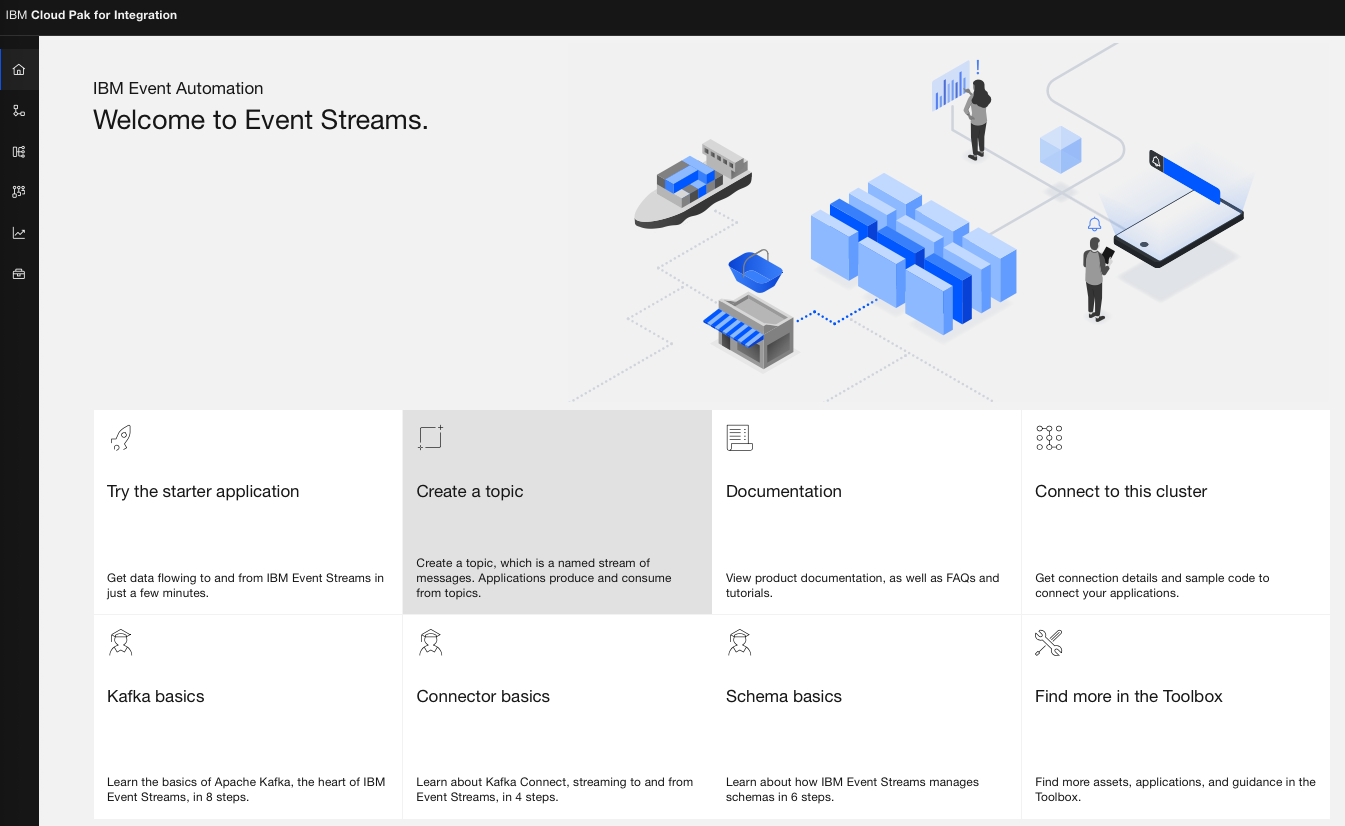 IBM Cloud Pak for Integration
IBM Event Automation
Welcome to Event Streams.
!
Try the starter application
Get data flowing to and from IBM Event Streams in
just a few minutes.
Create a topic
Create a topic, which is a named stream of
messages. Applications produce and consume
from topics.
Documentation
View product documentation, as well as FAQs and
tutorials.
Connect to this cluster
Get connection details and sample code to
connect your applications.
Kafka basics
Learn the basics of Apache Kafka, the heart of IBM
Event Streams, in 8 steps.
Connector basics
Learn about Kafka Connect, streaming to and from
Event Streams, in 4 steps.
Schema basics
Learn about how IBM Event Streams manages
schemas in 6 steps.
Find more in the Toolbox
Find more assets, applications, and guidance in the
Toolbox.